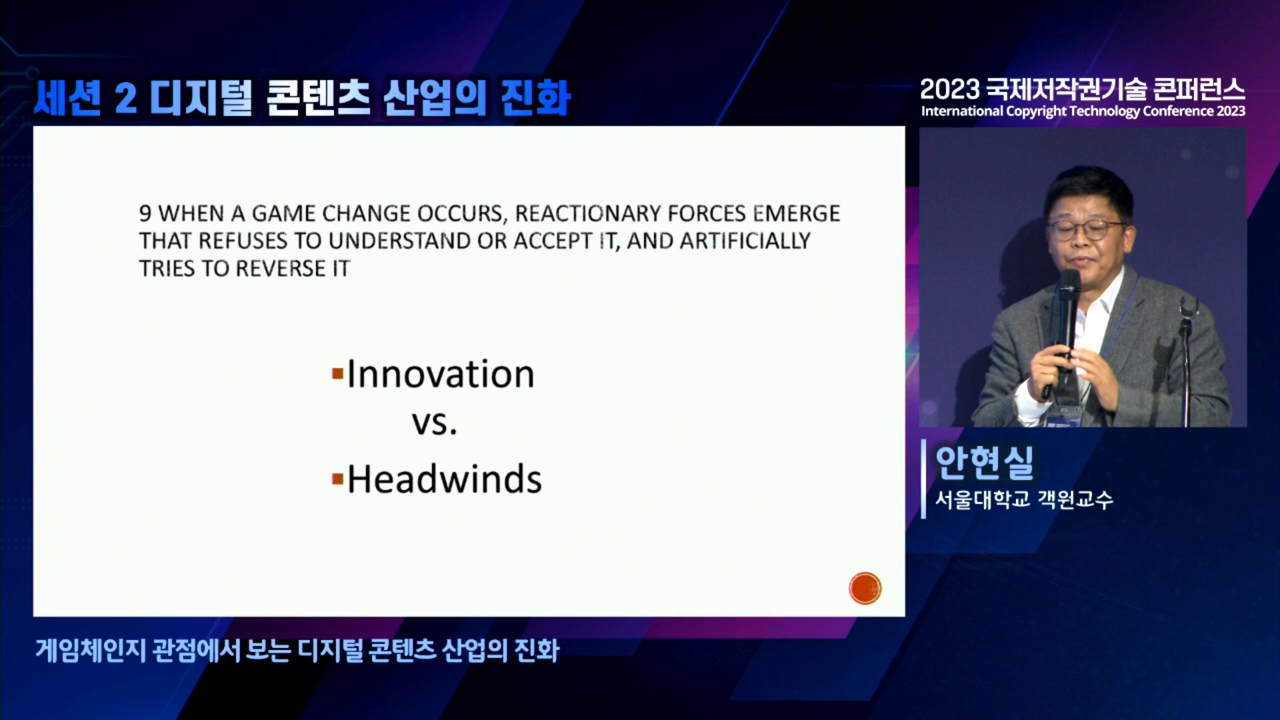 세션 2 디지털 콘텐츠 산업의 진화
2023 국제저작권기술 콘퍼런스
International Copyright Technology Conference 2023
9 WHEN A GAME CHANGE OCCURS, REACTIONARY FORCES EMERGE
THAT REFUSES TO UNDERSTAND OR ACCEPT IT, AND ARTIFICIALLY
TRIES TO REVERSE IT
▪Innovation
vs.
▪Headwinds
안현실
서울대학교 객원교수
게임체인지 관점에서 보는 디지털 콘텐츠 산업의 진화